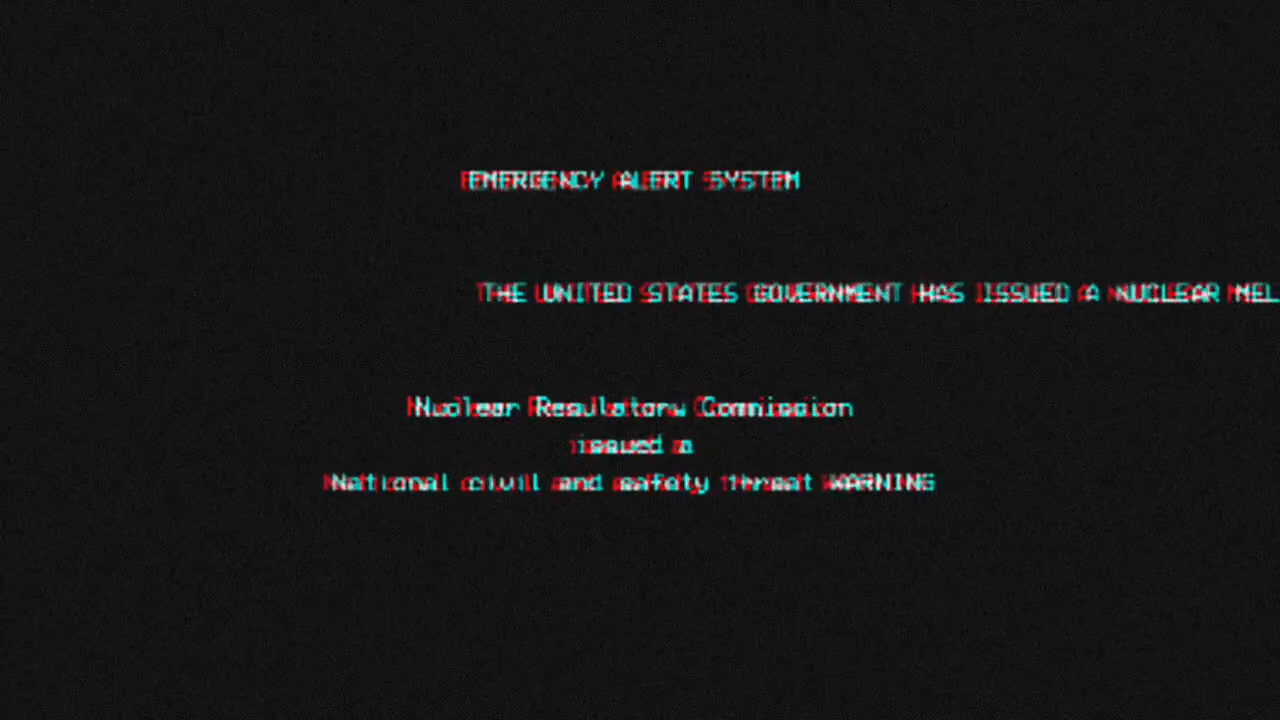 EMERGENCY ALERT SYSTEM
THE UNITED STATES GOVERNMENT HAS ISSUED A NUCLEAR MEL
Nuclear Regulatory Commission
issued a
National civil and safety threat WARNING